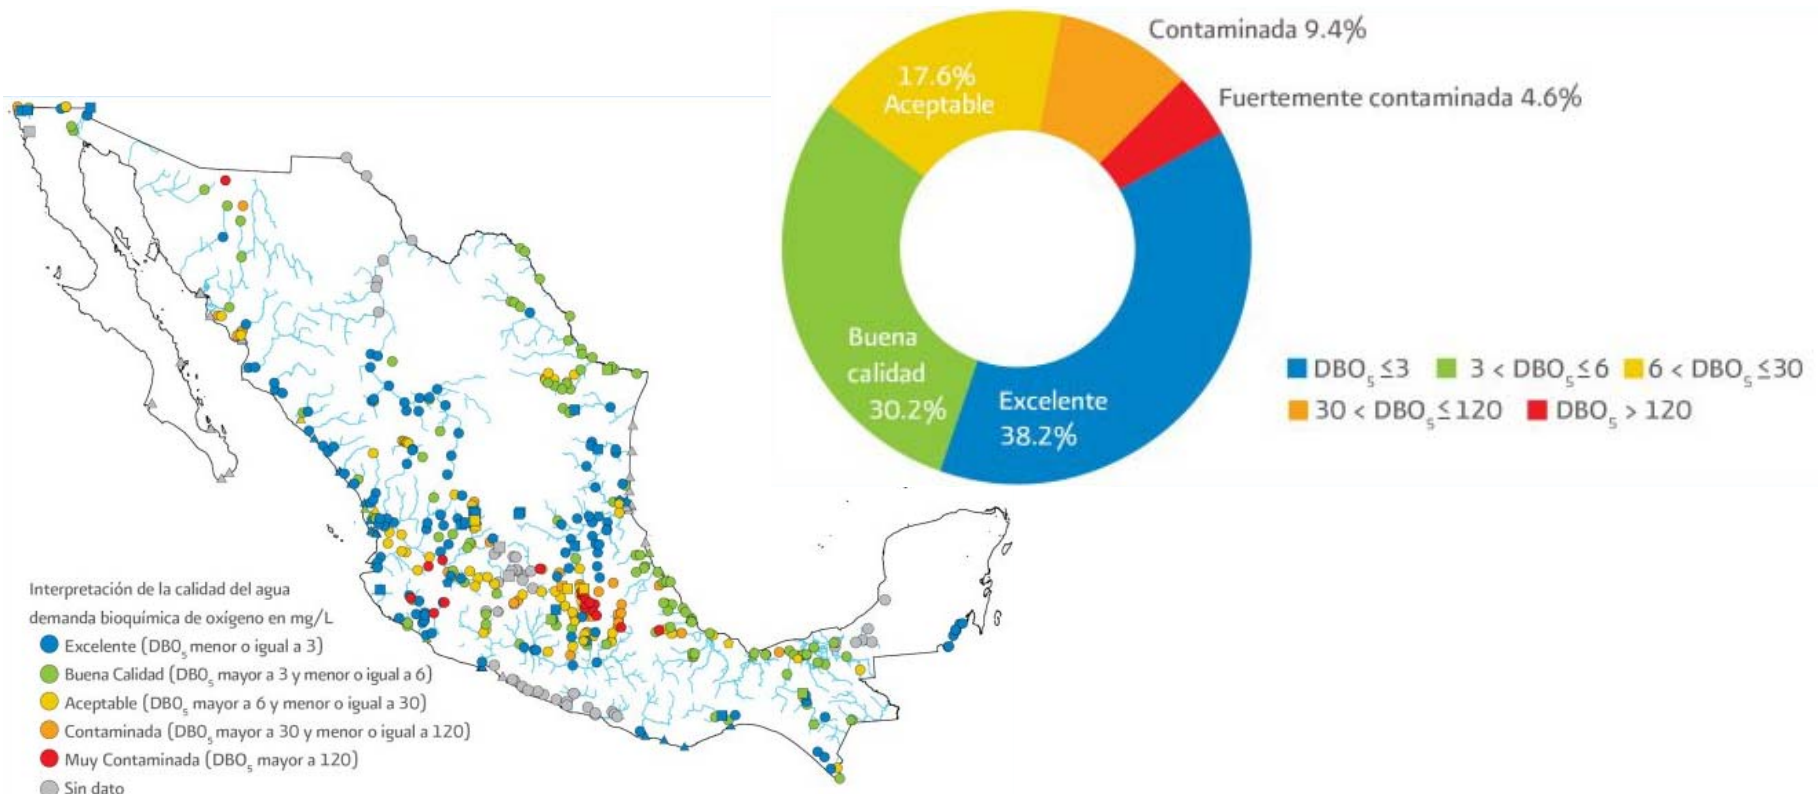 Contaminada 9.4%
17.6%
Aceptable
Fuertemente contaminada 4.6%
Buena
calidad
30.2%
Excelente
38.2%
DBO5 ≤3
3 < DBO5 ≤ 6
6 < DBO5 ≤30
30 < DBO5 ≤ 120
DBO5 > 120
Interpretación de la calidad del agua
demanda bioquímica de oxígeno en mg/L
Excelente (DBO5 menor o igual a 3)
Buena Calidad (DBO5 mayor a 3 y menor o igual a 6)
Aceptable (DBO5 mayor a 6 y menor o igual a 30)
Contaminada (DBO5 mayor a 30 y menor o igual a 120)
Muy Contaminada (DBO5 mayor a 120)
Sin dato